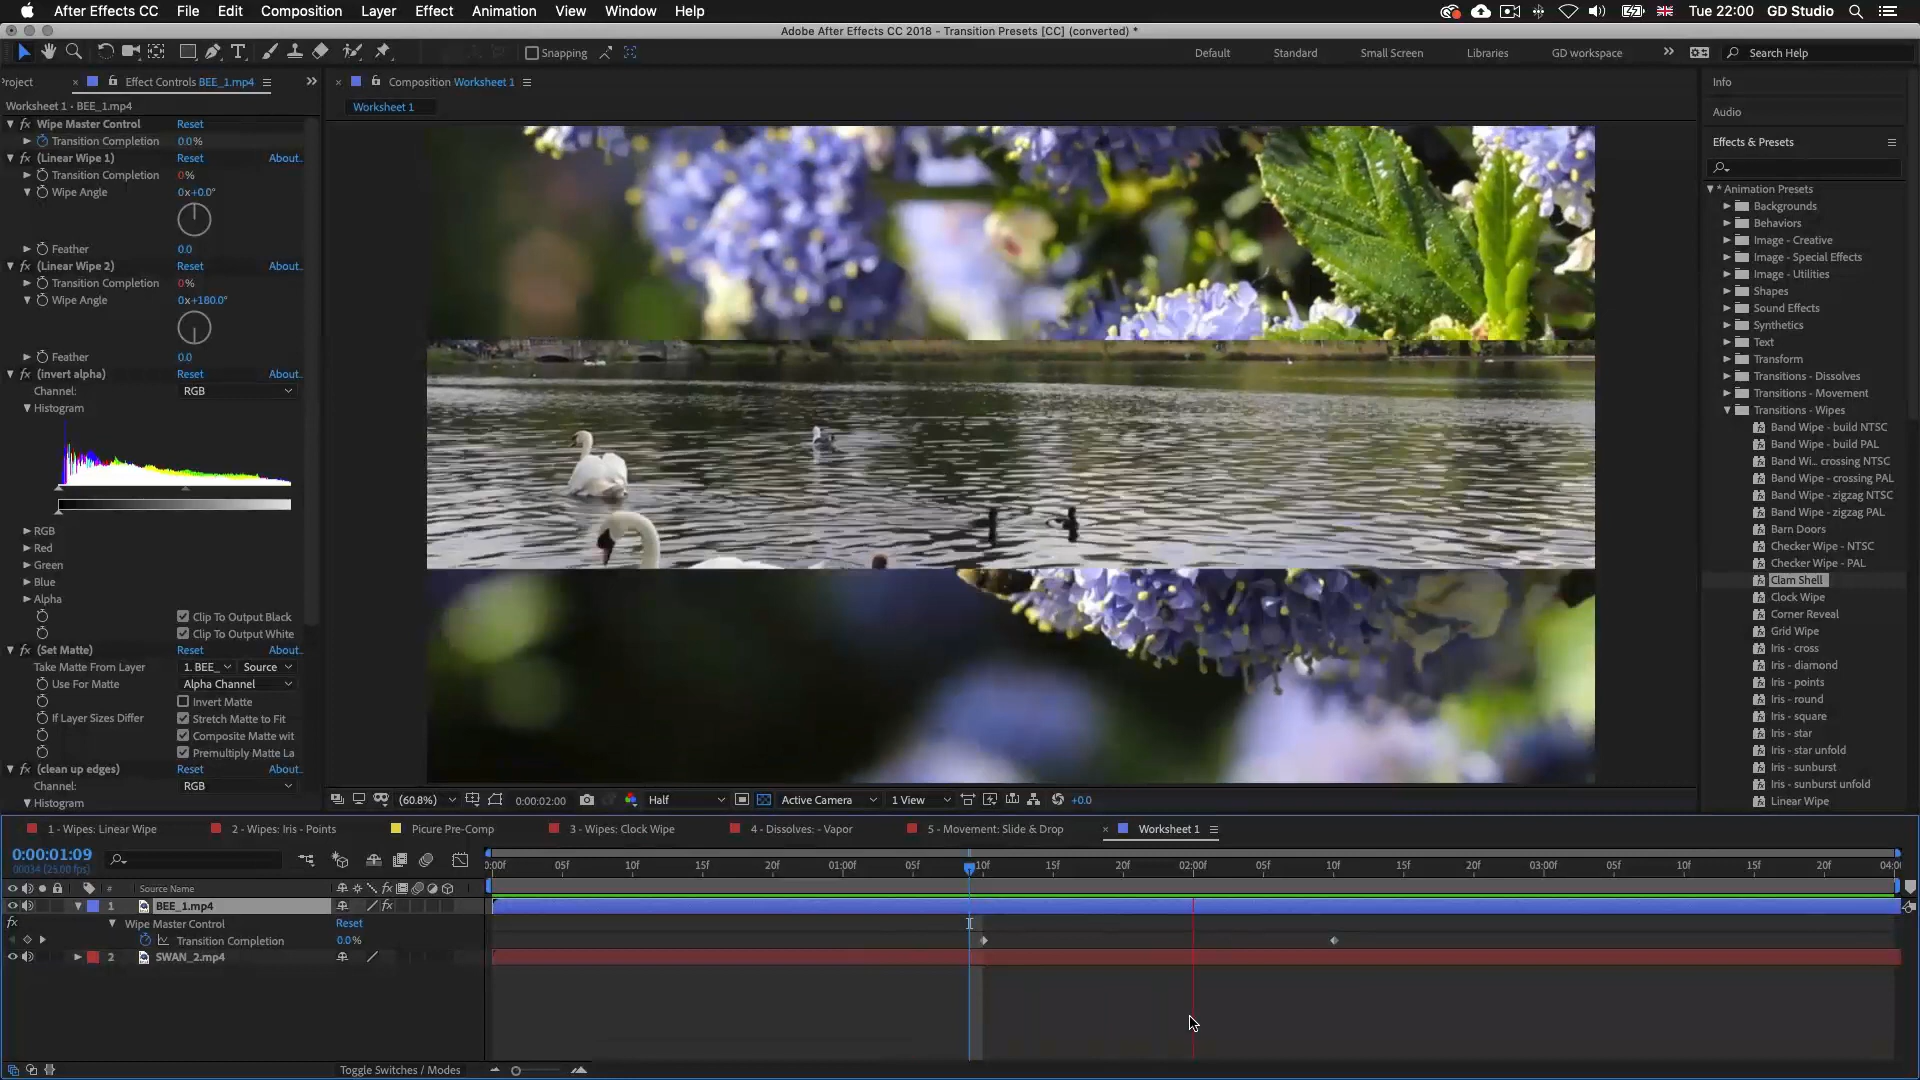 After Effects CC File Edit Composition Layer Effect Animation View Window Help Tue 22:00 GD Studio
Adobe After Effects CC 2018 - Transition Presets [CC] (converted) *
Snapping Default Standard Small Screen Libraries GD workspace Search Help
Project Effect Controls BEE_1.mp4 Composition Worksheet 1 Info
Worksheet 1 • BEE_1.mp4 Worksheet 1 Audio
fx Wipe Master Control Reset
Transition Completion 0.0%
fx (Linear Wipe 1) Reset About..
Transition Completion 0%
Wipe Angle 0x+0.0°
Feather 0.0
fx (Linear Wipe 2) Reset About..
Transition Completion 0%
Wipe Angle 0x+180.0°
Feather 0.0
fx (invert alpha) Reset About..
Channel: RGB
Histogram
RGB
Red
Green
Blue
Alpha
Clip To Output Black
Clip To Output White
fx (Set Matte) Reset About..
Take Matte From Layer 1. BEE_ Source
Use For Matte Alpha Channel
Invert Matte
If Layer Sizes Differ Stretch Matte to Fit
Composite Matte wit
Premultiply Matte La
fx (clean up edges) Reset About..
Channel: RGB
Histogram
Effects & Presets
* Animation Presets
Backgrounds
Behaviors
Image - Creative
Image - Special Effects
Image - Utilities
Shapes
Sound Effects
Synthetics
Text
Transform
Transitions - Dissolves
Transitions - Movement
Transitions - Wipes
Band Wipe - build NTSC
Band Wipe - build PAL
Band Wi... crossing NTSC
Band Wipe - crossing PAL
Band Wipe - zigzag NTSC
Band Wipe - zigzag PAL
Barn Doors
Checker Wipe - NTSC
Checker Wipe - PAL
Clam Shell
Clock Wipe
Corner Reveal
Grid Wipe
Iris - cross
Iris - diamond
Iris - points
Iris - round
Iris - square
Iris - star
Iris - star unfold
Iris - sunburst
Iris - sunburst unfold
Linear Wipe
(60.8%) 0:00:02:00 Half Active Camera 1 View +0.0
1 - Wipes: Linear Wipe 2 - Wipes: Iris - Points Picure Pre-Comp 3 - Wipes: Clock Wipe 4 - Dissolves: - Vapor 5 - Movement: Slide & Drop Worksheet 1
0:00:01:09
00034 (25.00 fps)
0:00f 05f 10f 15f 20f 01:00f 05f 10f 15f 20f 02:00f 05f 10f 15f 20f 03:00f 05f 10f 15f 20f 04:0
# Source Name fx
1 BEE_1.mp4 fx
fx Wipe Master Control Reset
Transition Completion 0.0%
2 SWAN_2.mp4
Toggle Switches / Modes